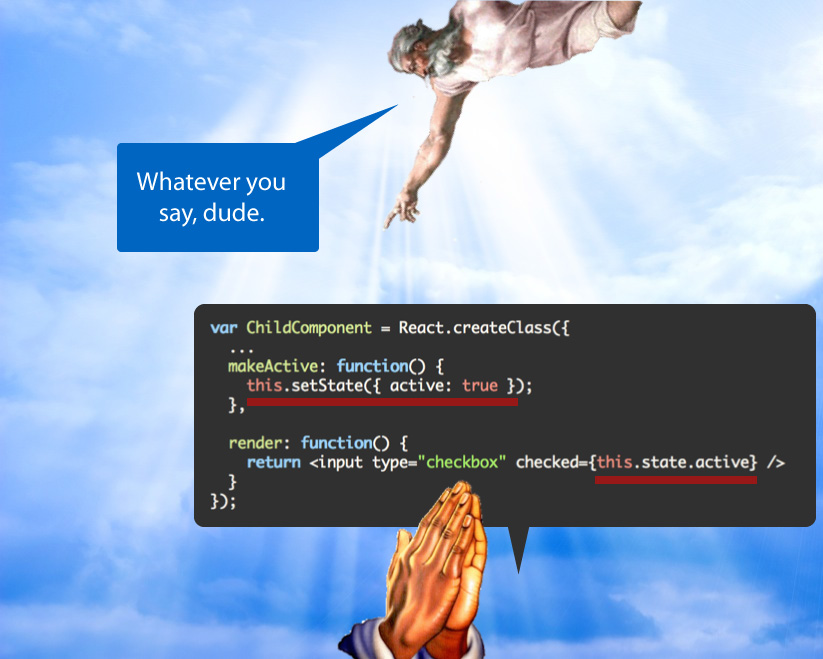 Whatever you
say, dude.
var ChildComponent = React.createClass({
  ...
  makeActive: function() {
    this.setState({ active: true });
  },

  render: function() {
    return <input type="checkbox" checked={this.state.active} />
  }
});